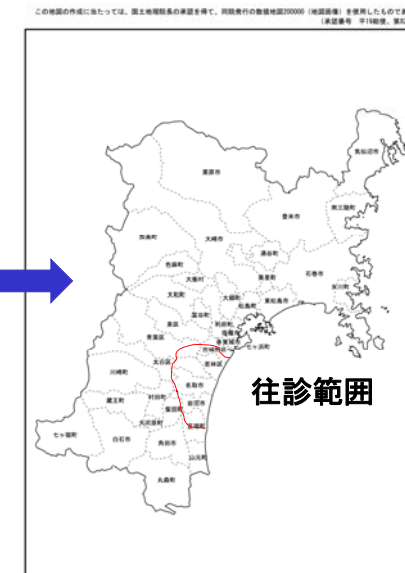 この地図の作成に当たっては、国土地理院長の承認を得て、同院発行の数値地図200000（地図画像）を使用したものであ
（承認番号 平19総使、第
気仙沼市
栗原市
南三陸町
登米市
加美町
大崎市
涌谷町
色麻町
美里町
石巻市
大衡村
女川町
大和町
大郷町
東松島市
松島町
富谷町
泉区
利府町
塩竈市
青葉区
多賀城市
宮城野区
七ヶ浜町
太白区
若林区
川崎町
名取市
往診範囲
蔵王町
村田町
岩沼市
柴田町
大河原町
亘理町
七ヶ宿町
白石市
角田市
山元町
丸森町